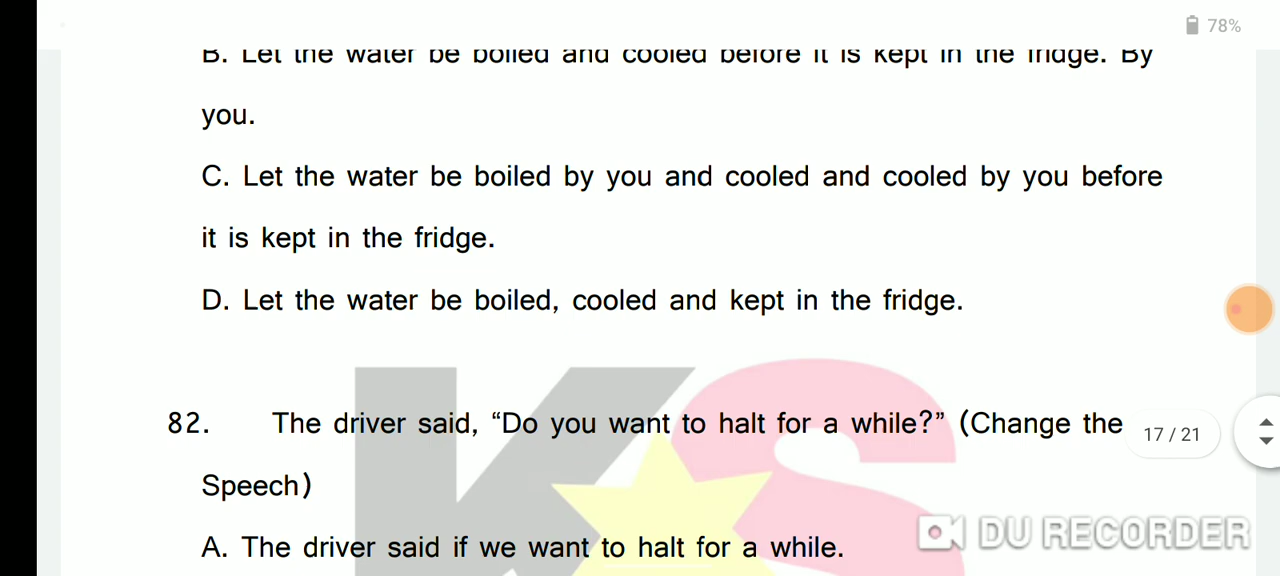 78%
B. Let the water be boiled and cooled before it is kept in the fridge. By
you.
C. Let the water be boiled by you and cooled and cooled by you before
it is kept in the fridge.
D. Let the water be boiled, cooled and kept in the fridge.
KS
82. The driver said, “Do you want to halt for a while?” (Change the
17 / 21
Speech)
A. The driver said if we want to halt for a while.
DU RECORDER